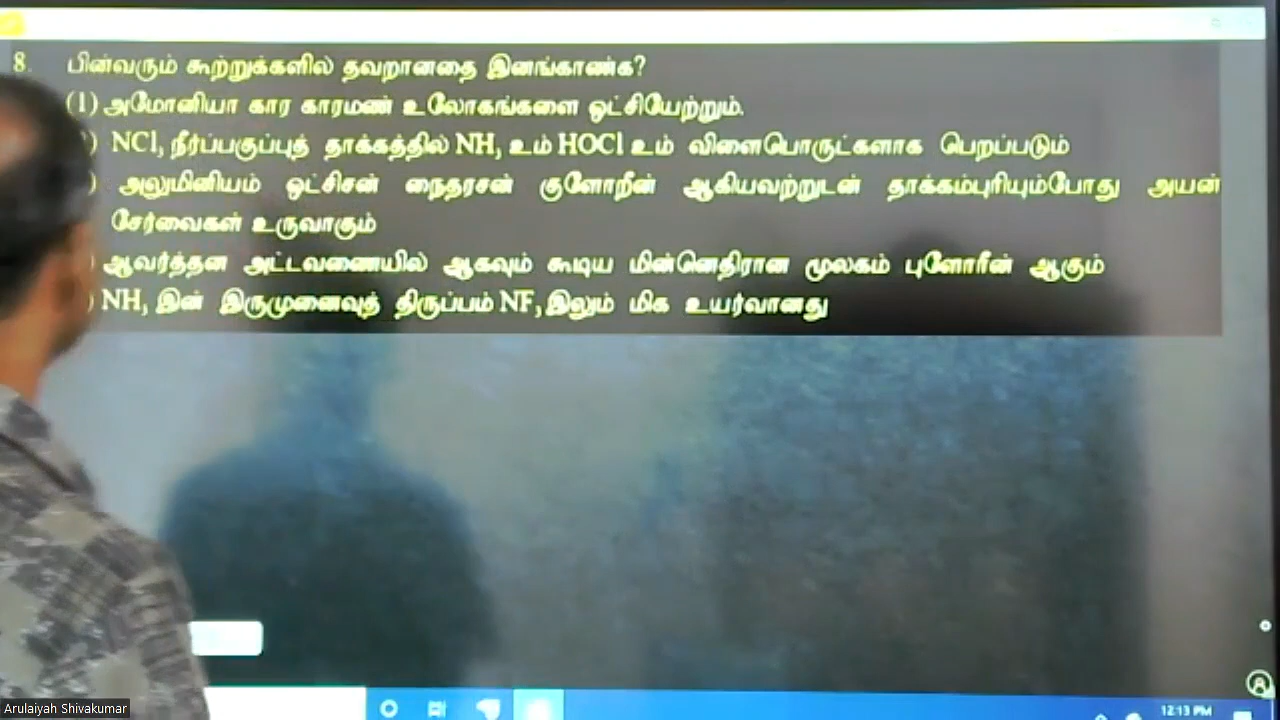 8. பின்வரும் கூற்றுக்களில் தவறானதை இனங்காண்க?
(1) அமோனியா கார காரமண் உலோகங்களை ஒட்சியேற்றும்.
) NCl, நீர்ப்பகுப்புத் தாக்கத்தில் NH, உம் HOCl உம் விளைபொருட்களாக பெறப்படும்
) அலுமினியம் ஒட்சிசன் நைதரசன் குளோறீன் ஆகியவற்றுடன் தாக்கம்புரியும்போது அயன்
சேர்வைகள் உருவாகும்
) ஆவர்த்தன அட்டவணையில் ஆகவும் கூடிய மின்னெதிரான மூலகம் புளோரீன் ஆகும்
) NH, இன் இருமுனைவுத் திருப்பம் NF, இலும் மிக உயர்வானது
Arulaiyah Shivakumar
12:13 PM